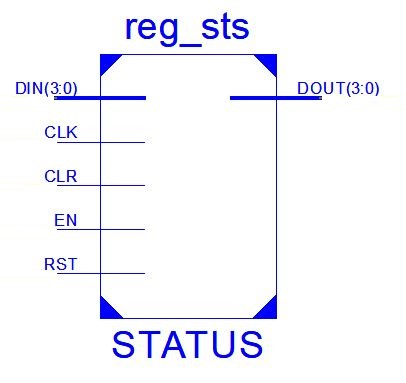 reg_sts
DIN(3:0)
DOUT(3:0)
CLK
CLR
EN
RST
STATUS